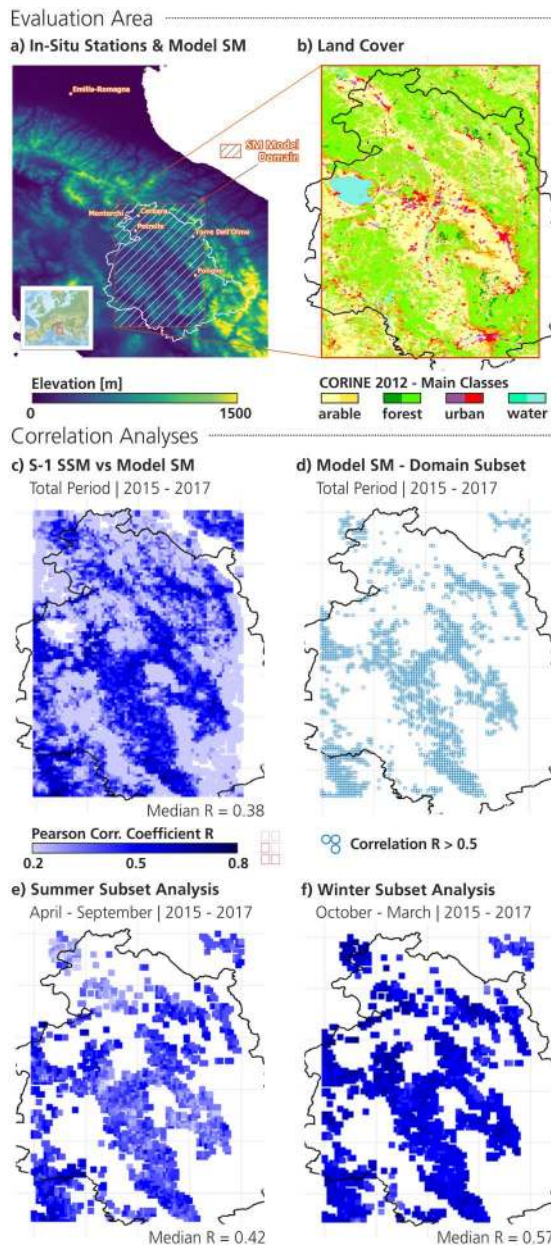 Evaluation Area
a) In-Situ Stations & Model SM
b) Land Cover
Emilia-Romagna
SM Model
Domain
Monterchi
Cerbara
Petrelle
Torre Dell'Olmo
Foligno
Elevation [m]
0 1500
CORINE 2012 - Main Classes
arable forest urban water
Correlation Analyses
c) S-1 SSM vs Model SM
Total Period | 2015 - 2017
d) Model SM - Domain Subset
Total Period | 2015 - 2017
Median R = 0.38
Pearson Corr. Coefficient R
0.2 0.5 0.8
Correlation R > 0.5
e) Summer Subset Analysis
April - September | 2015 - 2017
f) Winter Subset Analysis
October - March | 2015 - 2017
Median R = 0.42
Median R = 0.57